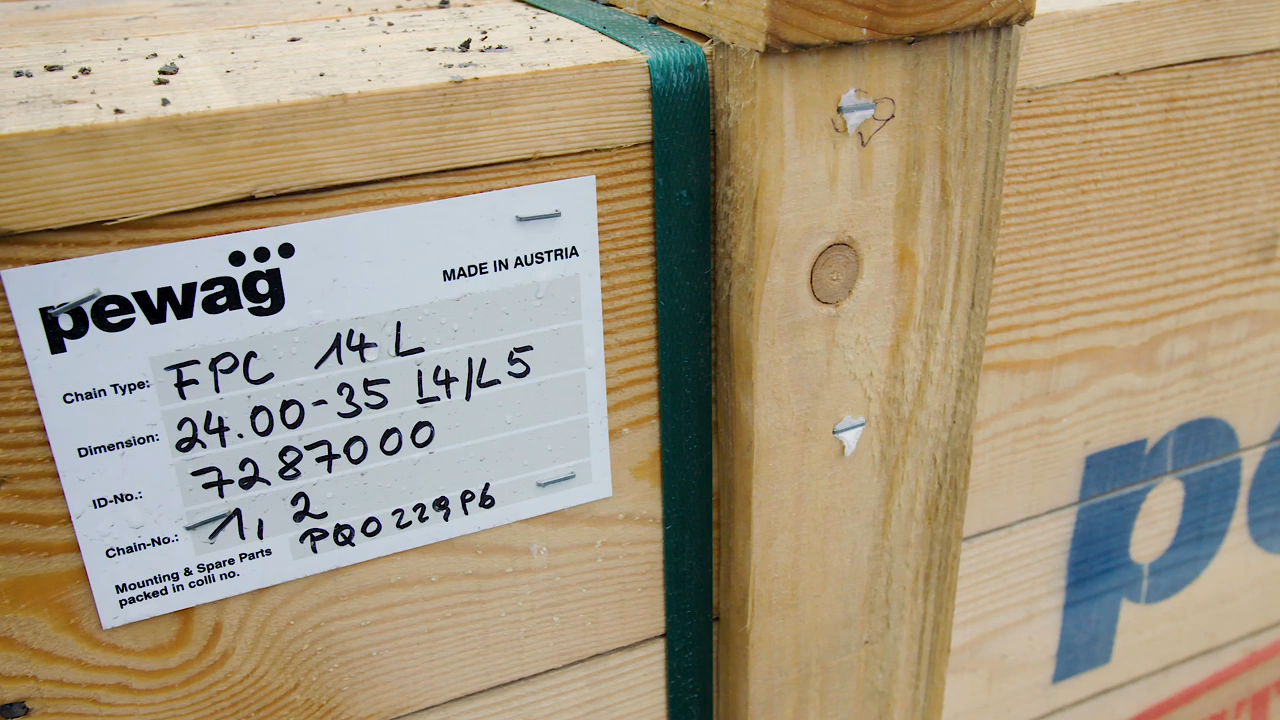 pewag
MADE IN AUSTRIA
Chain Type: FPC 14 L
Dimension: 24.00-35 L4/L5
ID-No.: 7287000
Chain-No.: 1, 2
Mounting & Spare Parts
packed in colli no. PQ0229P6
pe